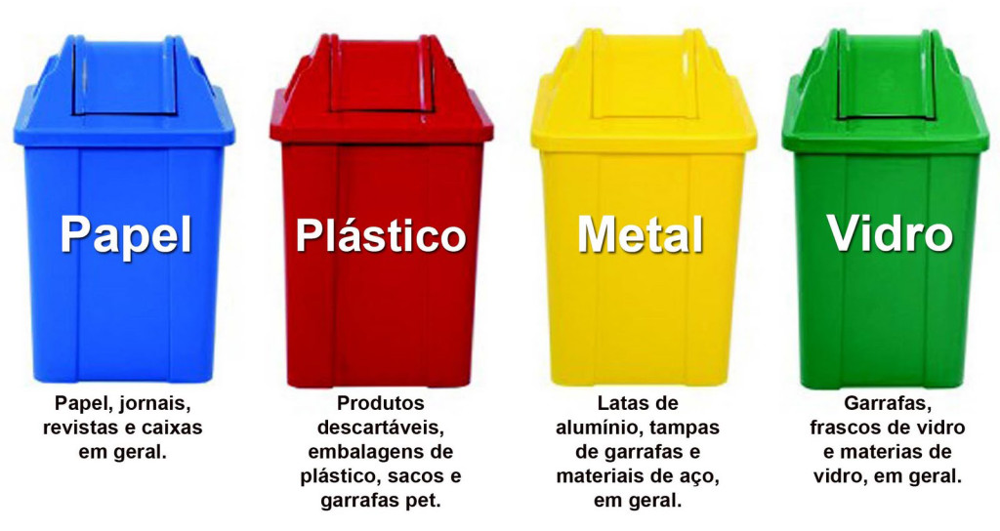 Papel
Plástico
Metal
Vidro
Papel, jornais,
revistas e caixas
em geral.
Produtos
descartáveis,
embalagens de
plástico, sacos e
garrafas pet.
Latas de
alumínio, tampas
de garrafas e
materiais de aço,
em geral.
Garrafas,
frascos de vidro
e materias de
vidro, em geral.